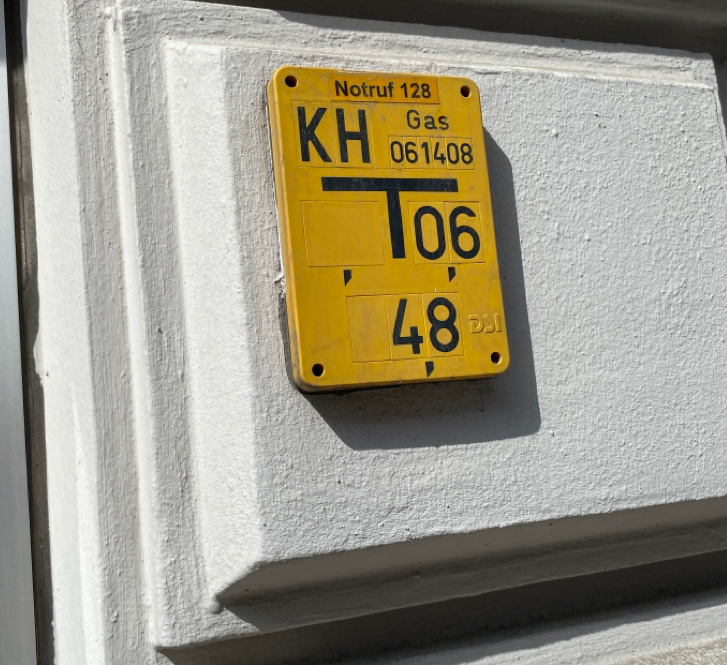 Notruf 128
KH Gas
061408
06
48 DSI